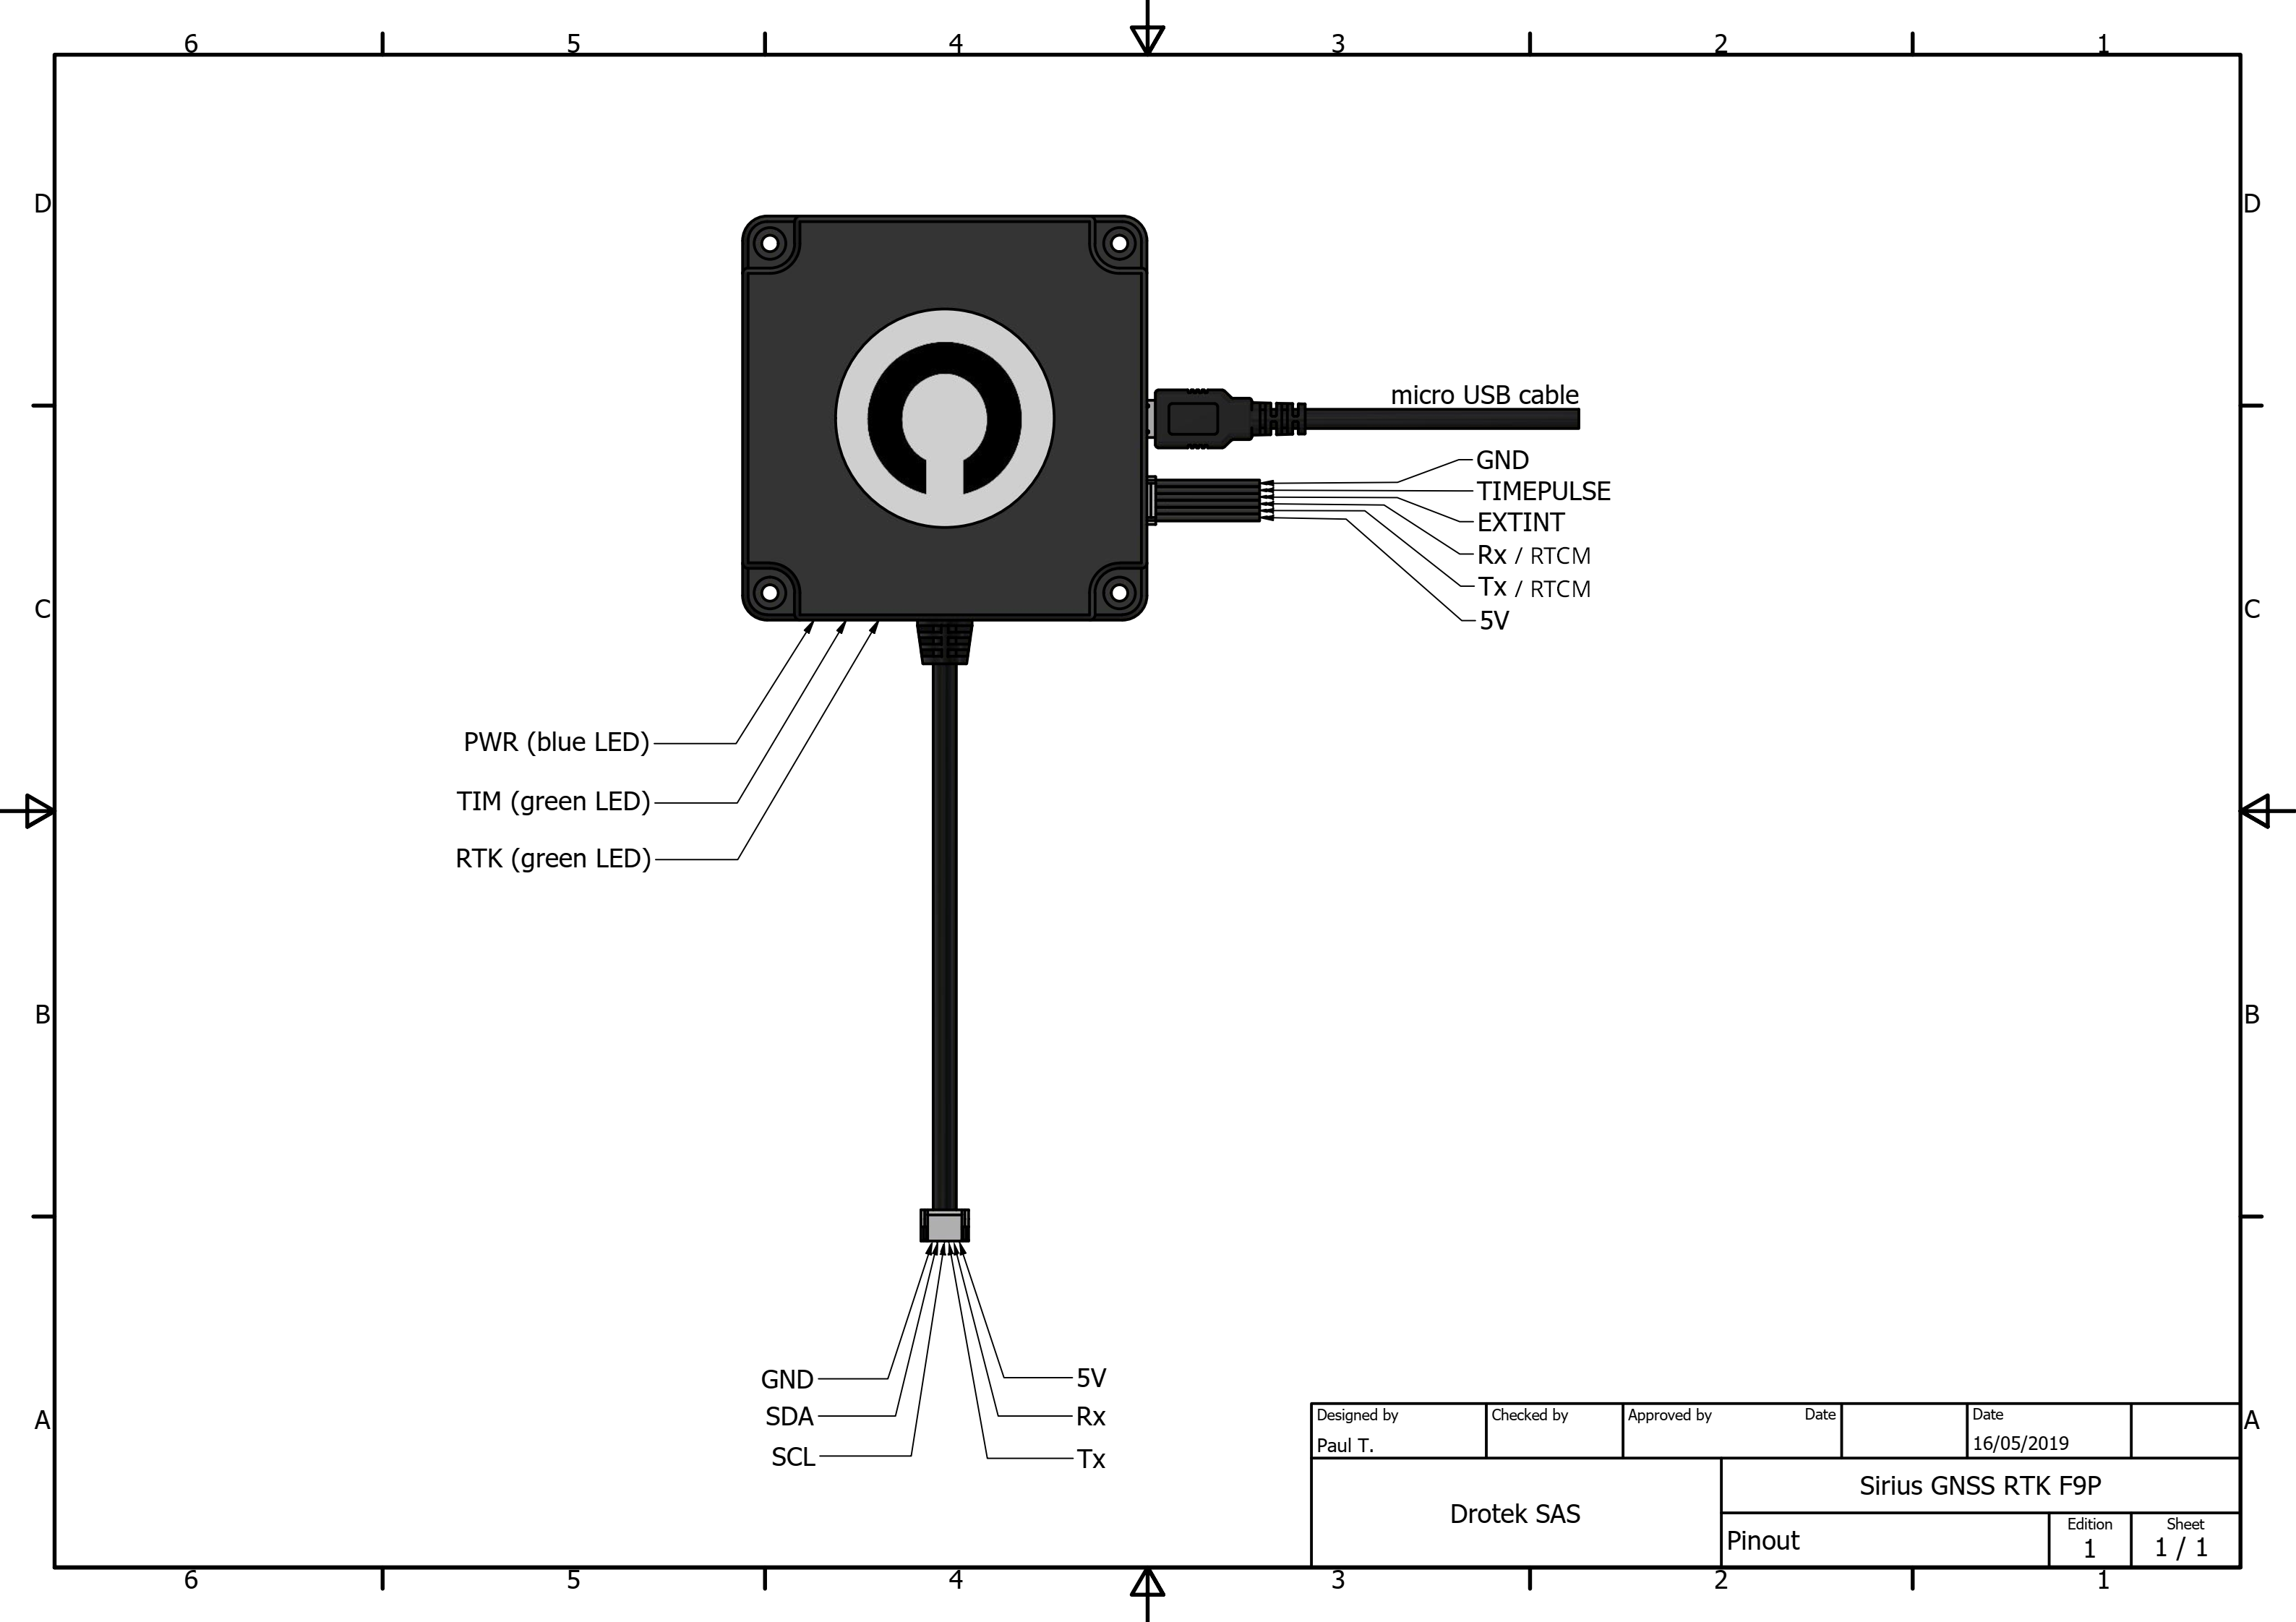 6 5 4 3 2 1
D D
micro USB cable
GND
TIMEPULSE
EXTINT
Rx / RTCM
Tx / RTCM
5V
C C
PWR (blue LED)
TIM (green LED)
RTK (green LED)
B B
GND 5V
SDA Rx
SCL Tx
A A
Designed by Checked by Approved by Date Date
Paul T. 16/05/2019
Sirius GNSS RTK F9P
Drotek SAS
Pinout
Edition Sheet
1 1 / 1
6 5 4 3 2 1